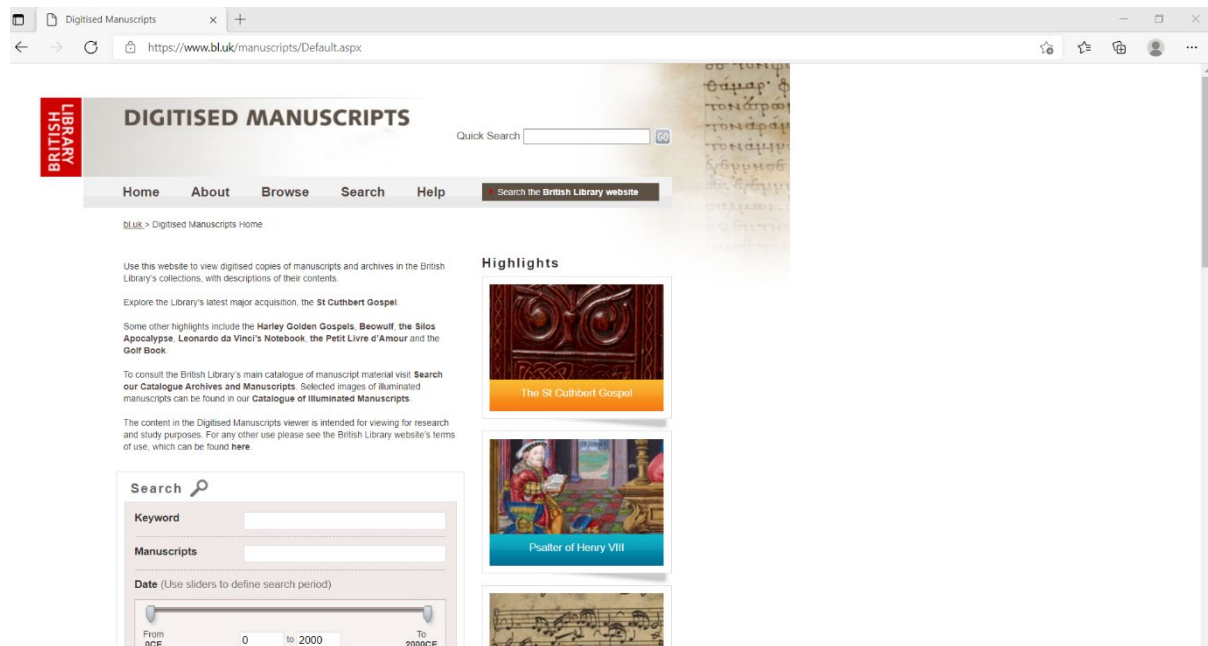 Digitised Manuscripts
https://www.bl.uk/manuscripts/Default.aspx
BRITISH
LIBRARY
DIGITISED MANUSCRIPTS
Quick Search
GO
Home About Browse Search Help
Search the British Library website
bl.uk > Digitised Manuscripts Home
Use this website to view digitised copies of manuscripts and archives in the British
Library's collections, with descriptions of their contents.
Explore the Library's latest major acquisition, the St Cuthbert Gospel.
Some other highlights include the Harley Golden Gospels, Beowulf, the Silos
Apocalypse, Leonardo da Vinci's Notebook, the Petit Livre d'Amour and the
Golf Book.
To consult the British Library's main catalogue of manuscript material visit Search
our Catalogue Archives and Manuscripts. Selected images of illuminated
manuscripts can be found in our Catalogue of Illuminated Manuscripts.
The content in the Digitised Manuscripts viewer is intended for viewing for research
and study purposes. For any other use please see the British Library website's terms
of use, which can be found here.
Search
Keyword
Manuscripts
Date (Use sliders to define search period)
From
0CE
0 to 2000
To
2000CE
Highlights
The St Cuthbert Gospel
Psalter of Henry VIII